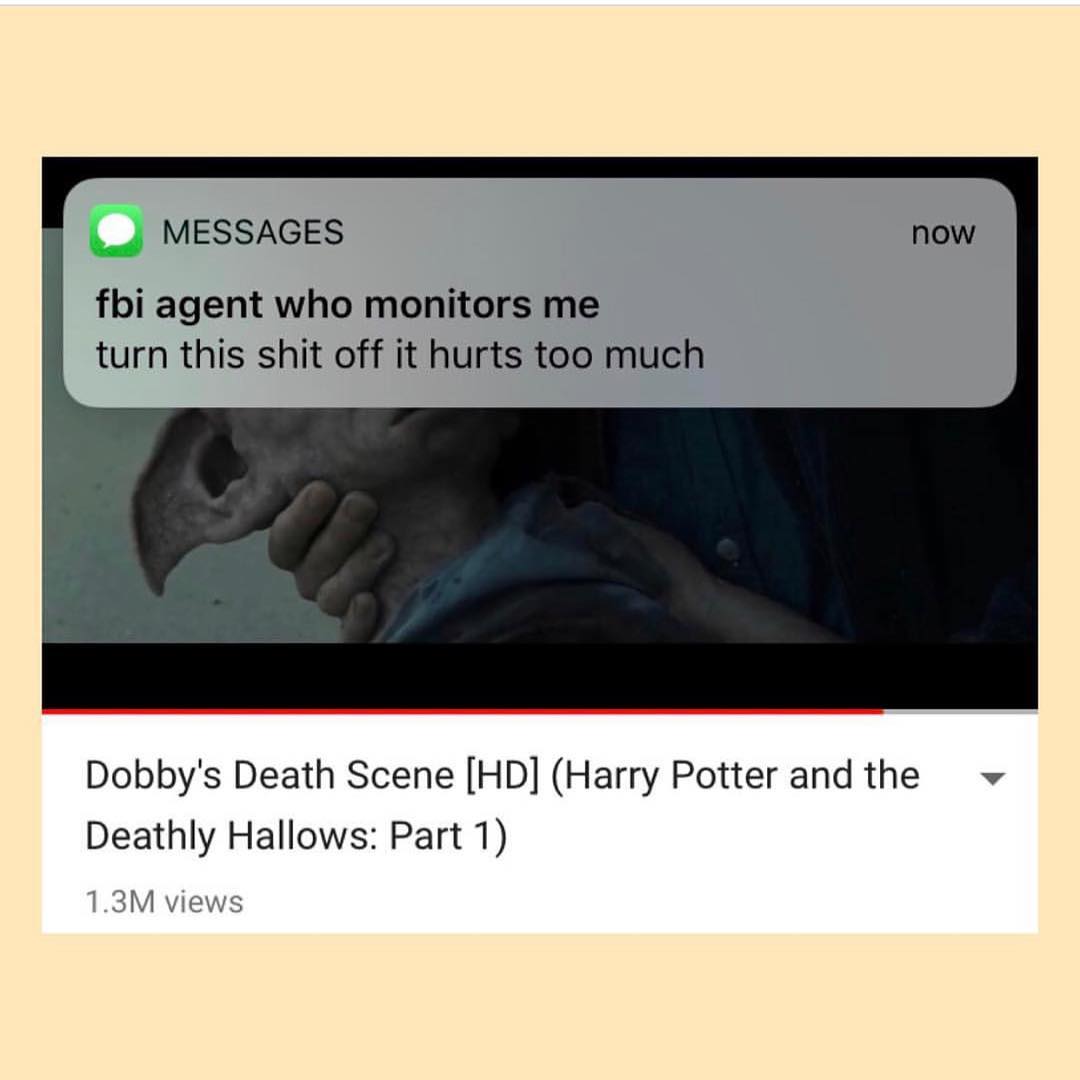 MESSAGES now
fbi agent who monitors me
turn this shit off it hurts too much
Dobby's Death Scene [HD] (Harry Potter and the
Deathly Hallows: Part 1)
1.3M views